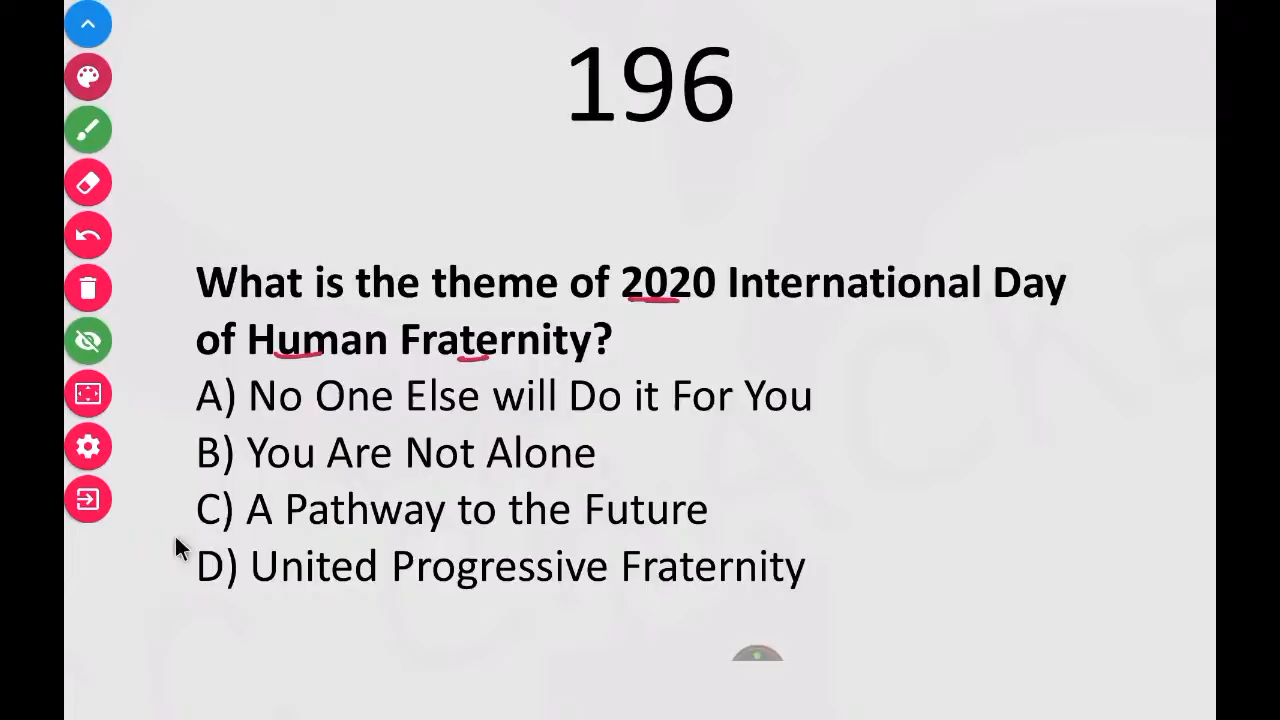 196
What is the theme of 2020 International Day
of Human Fraternity?
A) No One Else will Do it For You
B) You Are Not Alone
C) A Pathway to the Future
D) United Progressive Fraternity